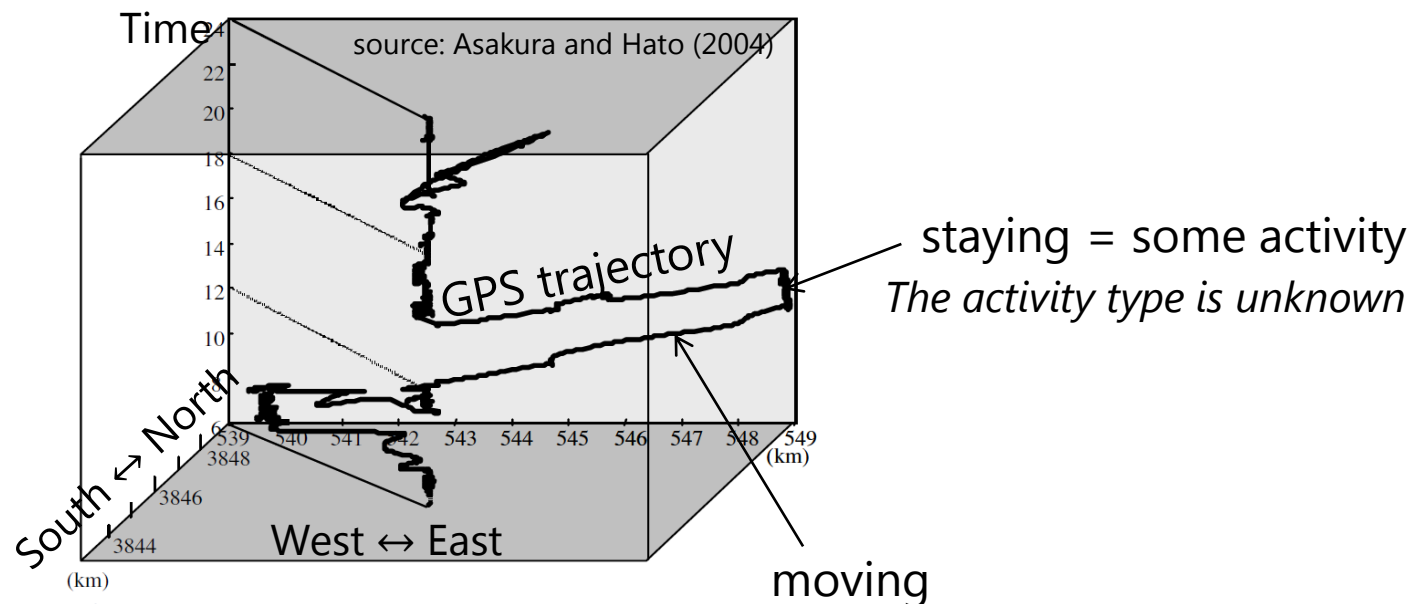 Time
source: Asakura and Hato (2004)
24
22
20
18
16
14
12
10
8
6
GPS trajectory
staying = some activity
The activity type is unknown
South ↔ North
539 540 541 542 543 544 545 546 547 548 549
(km)
3848
3846
3844
(km)
West ↔ East
moving